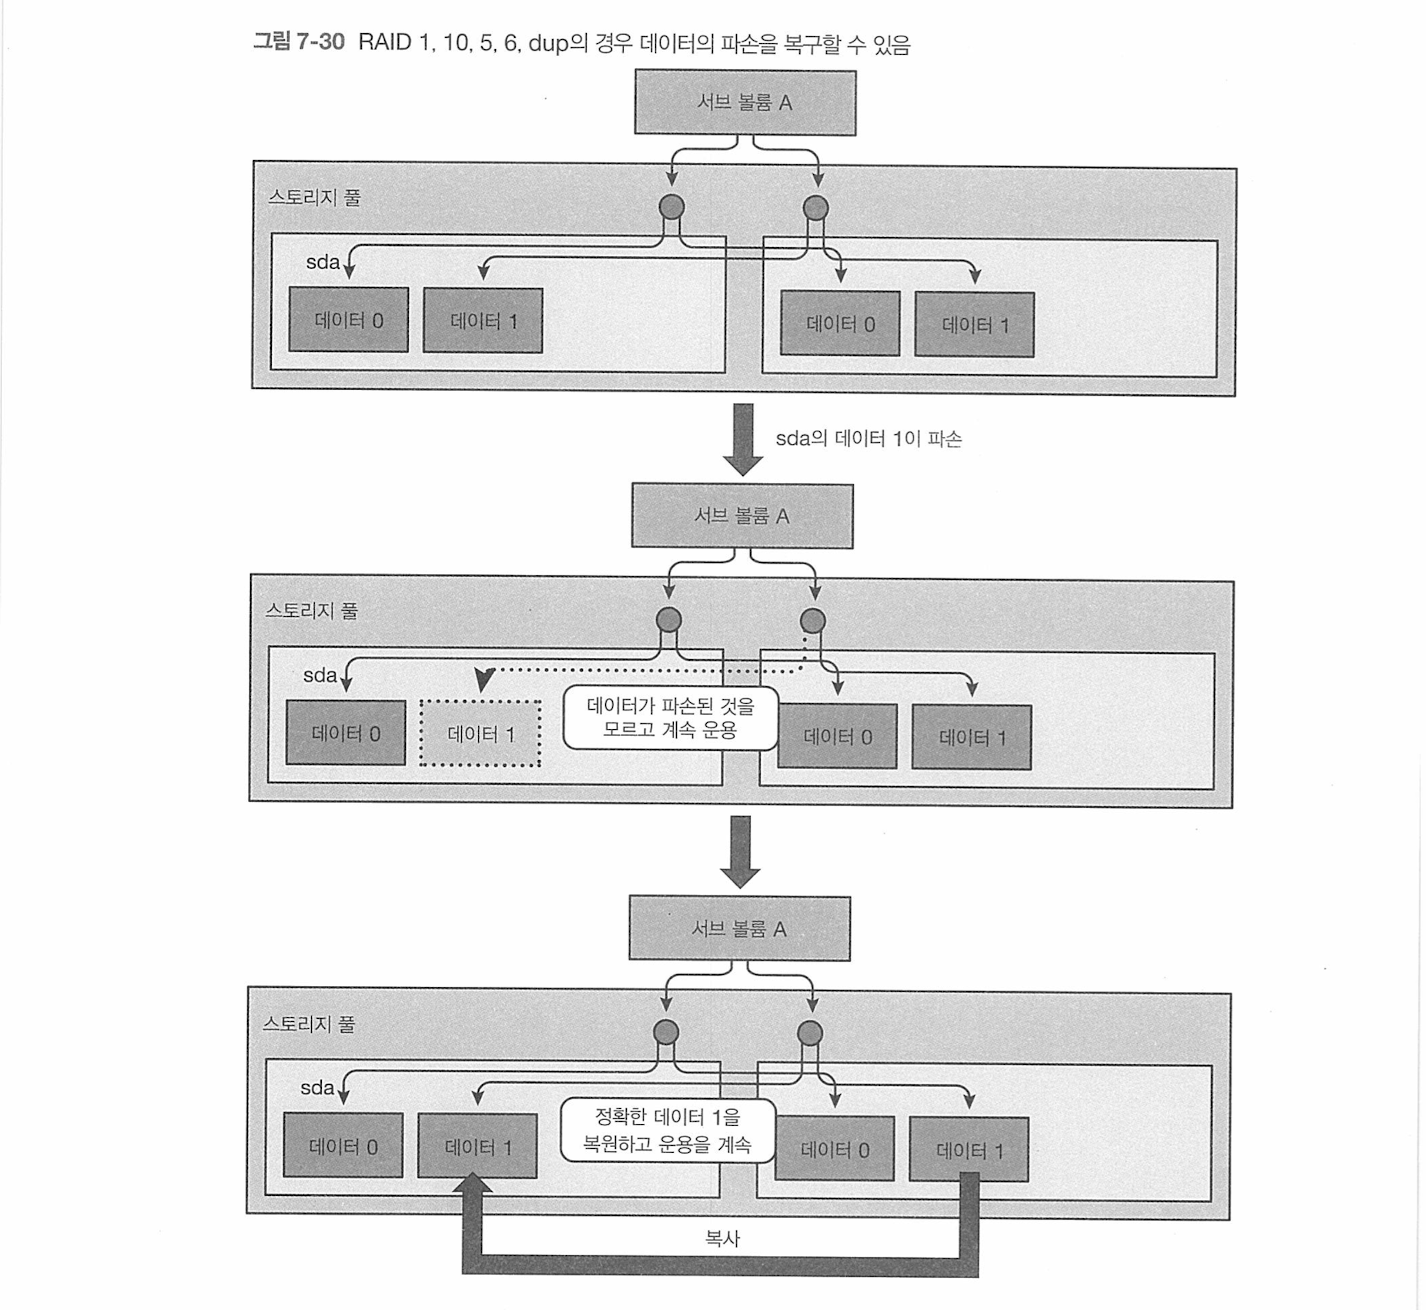 그림 7-30 RAID 1, 10, 5, 6, dup의 경우 데이터의 파손을 복구할 수 있음
서브 볼륨 A
스토리지 풀
sda
데이터 0
데이터 1
데이터 0
데이터 1
sda의 데이터 1이 파손
서브 볼륨 A
스토리지 풀
sda
데이터 0
데이터 1
데이터가 파손된 것을
모르고 계속 운용
데이터 0
데이터 1
서브 볼륨 A
스토리지 풀
sda
데이터 0
데이터 1
정확한 데이터 1을
복원하고 운용을 계속
데이터 0
데이터 1
복사